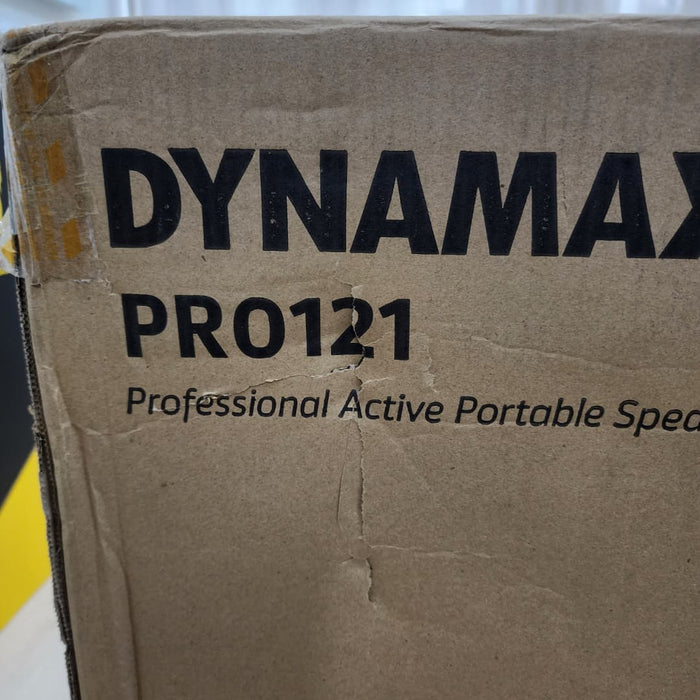 DYNAMAX
PRO121
Professional Active Portable Spea